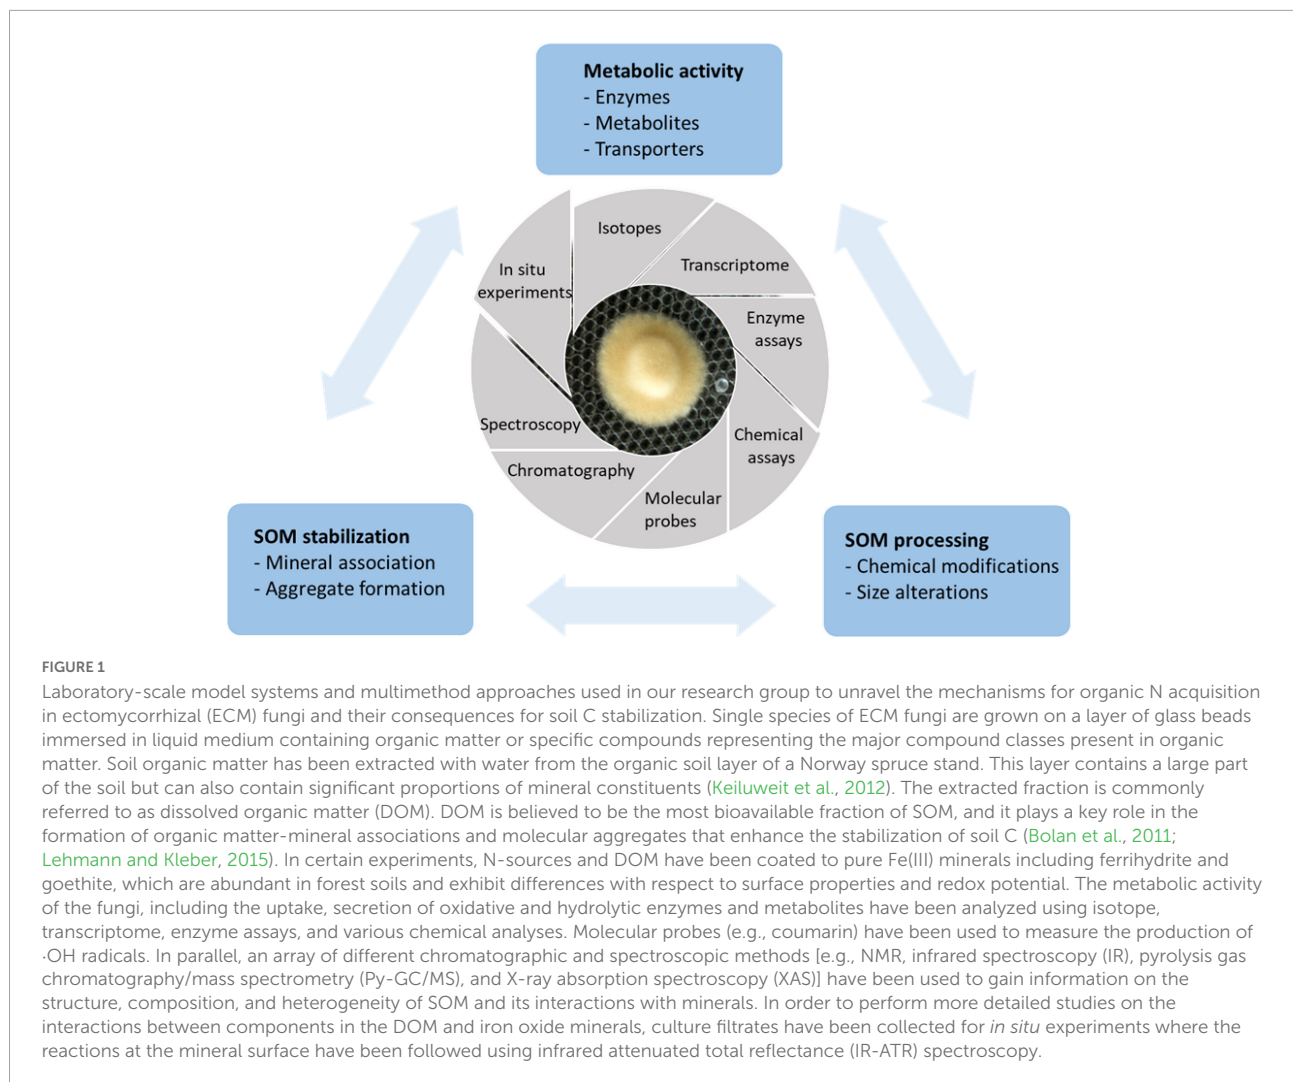 Metabolic activity
- Enzymes
- Metabolites
- Transporters
Isotopes
Transcriptome
In situ
experiments
Enzyme
assays
Spectroscopy
Chemical
assays
Chromatography
Molecular
probes
SOM stabilization
- Mineral association
- Aggregate formation
SOM processing
- Chemical modifications
- Size alterations
FIGURE 1
Laboratory-scale model systems and multimethod approaches used in our research group to unravel the mechanisms for organic N acquisition
in ectomycorrhizal (ECM) fungi and their consequences for soil C stabilization. Single species of ECM fungi are grown on a layer of glass beads
immersed in liquid medium containing organic matter or specific compounds representing the major compound classes present in organic
matter. Soil organic matter has been extracted with water from the organic soil layer of a Norway spruce stand. This layer contains a large part
of the soil but can also contain significant proportions of mineral constituents (Keiluweit et al., 2012). The extracted fraction is commonly
referred to as dissolved organic matter (DOM). DOM is believed to be the most bioavailable fraction of SOM, and it plays a key role in the
formation of organic matter-mineral associations and molecular aggregates that enhance the stabilization of soil C (Bolan et al., 2011;
Lehmann and Kleber, 2015). In certain experiments, N-sources and DOM have been coated to pure Fe(III) minerals including ferrihydrite and
goethite, which are abundant in forest soils and exhibit differences with respect to surface properties and redox potential. The metabolic activity
of the fungi, including the uptake, secretion of oxidative and hydrolytic enzymes and metabolites have been analyzed using isotope,
transcriptome, enzyme assays, and various chemical analyses. Molecular probes (e.g., coumarin) have been used to measure the production of
·OH radicals. In parallel, an array of different chromatographic and spectroscopic methods [e.g., NMR, infrared spectroscopy (IR), pyrolysis gas
chromatography/mass spectrometry (Py-GC/MS), and X-ray absorption spectroscopy (XAS)] have been used to gain information on the
structure, composition, and heterogeneity of SOM and its interactions with minerals. In order to perform more detailed studies on the
interactions between components in the DOM and iron oxide minerals, culture filtrates have been collected for in situ experiments where the
reactions at the mineral surface have been followed using infrared attenuated total reflectance (IR-ATR) spectroscopy.